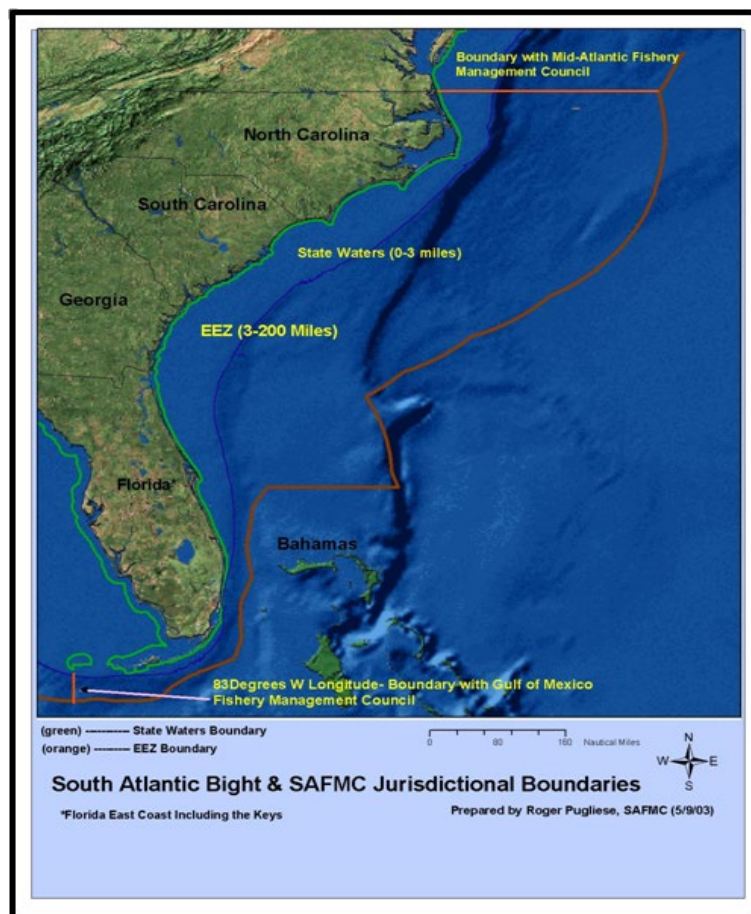 Boundary with Mid-Atlantic Fishery
Management Council
North Carolina
South Carolina
State Waters (0-3 miles)
Georgia
EEZ (3-200 Miles)
Florida*
Bahamas
83Degrees W Longitude- Boundary with Gulf of Mexico
Fishery Management Council
(green) ---------- State Waters Boundary
(orange) ---------- EEZ Boundary
0 80 160 Nautical Miles
N
W E
S
South Atlantic Bight & SAFMC Jurisdictional Boundaries
*Florida East Coast Including the Keys
Prepared by Roger Pugliese, SAFMC (5/9/03)